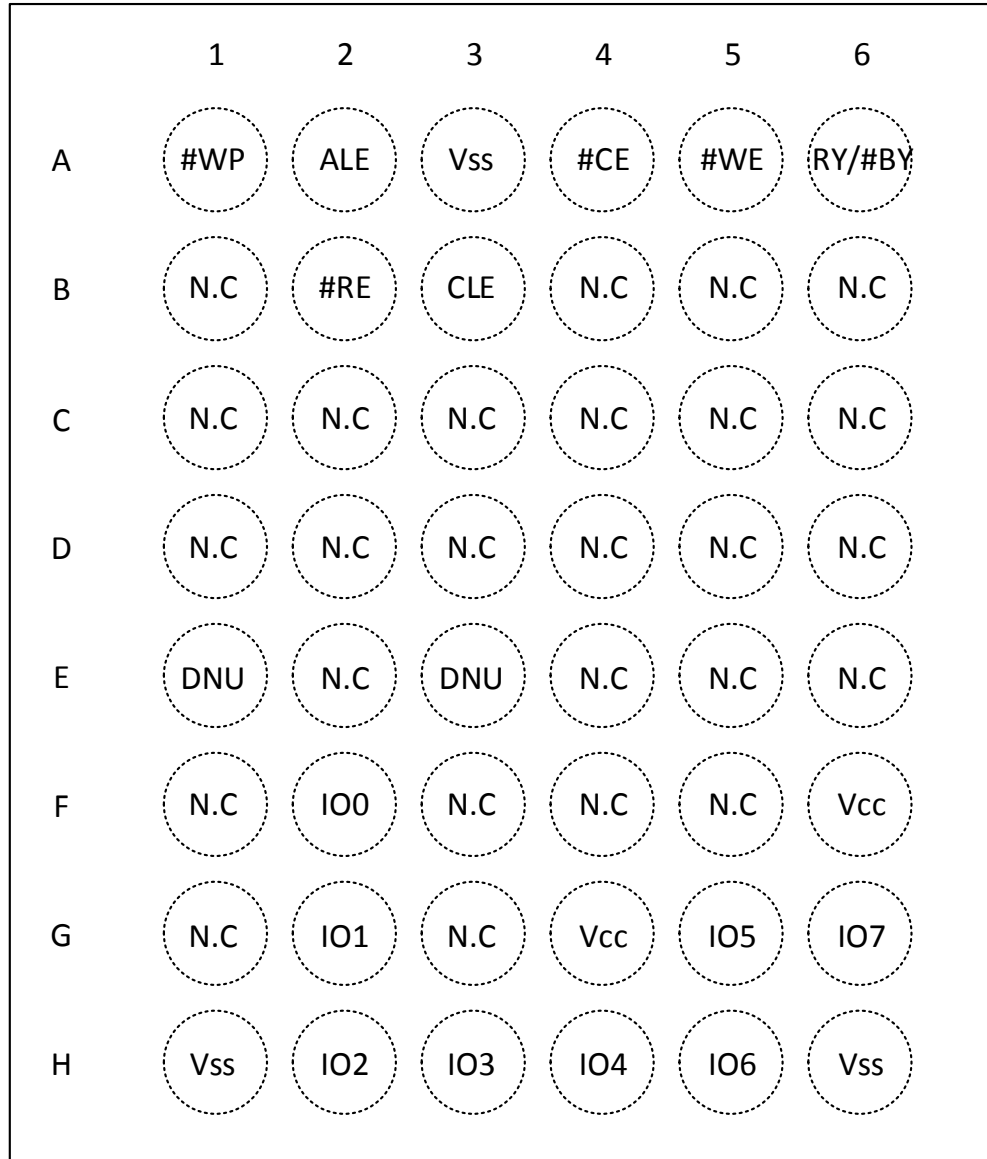 1 2 3 4 5 6
A #WP ALE Vss #CE #WE RY/#BY
B N.C #RE CLE N.C N.C N.C
C N.C N.C N.C N.C N.C N.C
D N.C N.C N.C N.C N.C N.C
E DNU N.C DNU N.C N.C N.C
F N.C IO0 N.C N.C N.C Vcc
G N.C IO1 N.C Vcc IO5 IO7
H Vss IO2 IO3 IO4 IO6 Vss